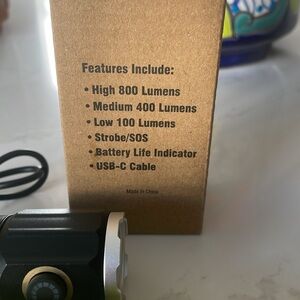 Features Include:
• High 800 Lumens
• Medium 400 Lumens
• Low 100 Lumens
• Strobe/SOS
• Battery Life Indicator
• USB-C Cable
Made in China